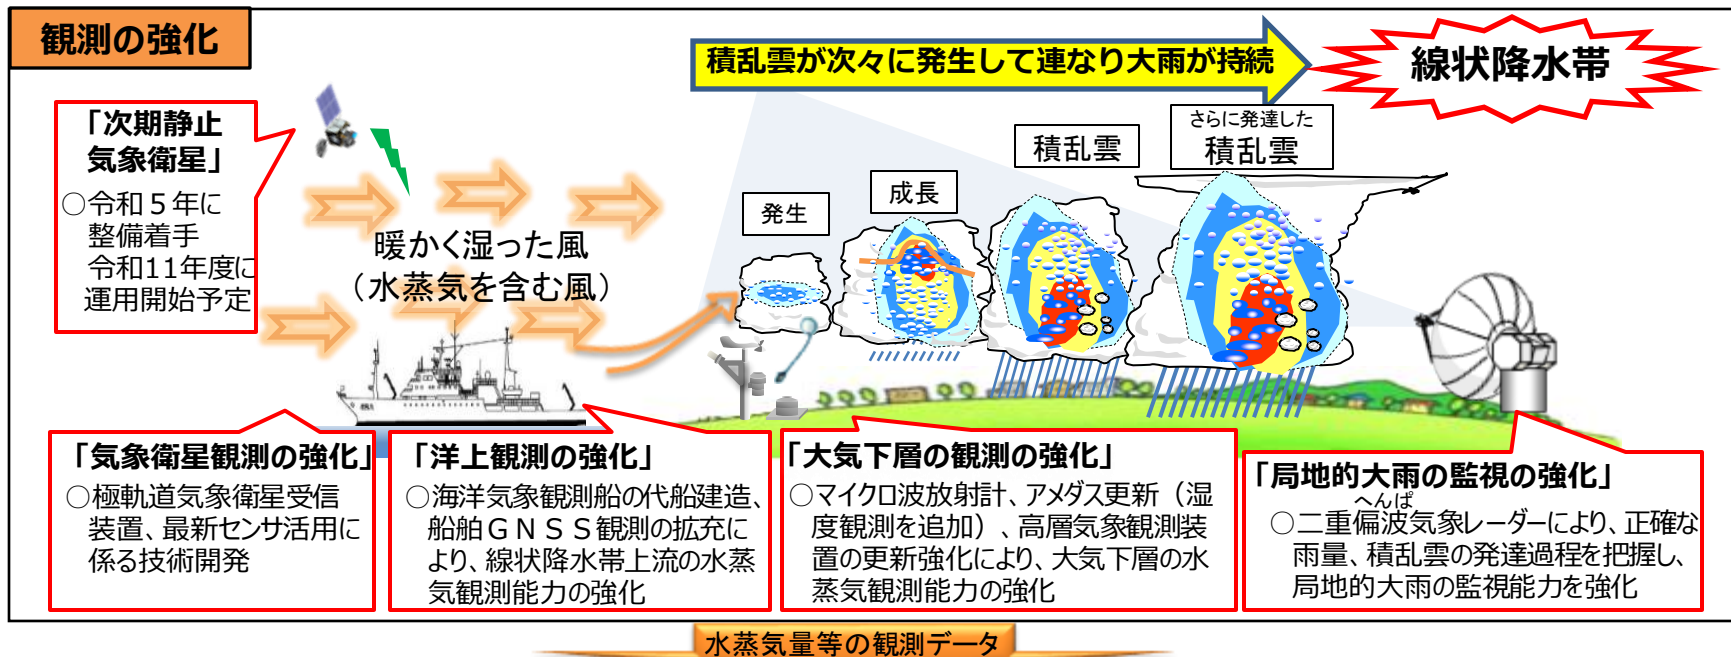 観測の強化
積乱雲が次々に発生して連なり大雨が持続
線状降水帯
「次期静止
気象衛星」
○令和５年に
整備着手
令和11年度に
運用開始予定
暖かく湿った風
（水蒸気を含む風）
発生
成長
積乱雲
さらに発達した
積乱雲
「気象衛星観測の強化」
○極軌道気象衛星受信
装置、最新センサ活用に
係る技術開発
「洋上観測の強化」
○海洋気象観測船の代船建造、
船舶ＧＮＳＳ観測の拡充に
より、線状降水帯上流の水蒸
気観測能力の強化
「大気下層の観測の強化」
○マイクロ波放射計、アメダス更新（湿
度観測を追加）、高層気象観測装
置の更新強化により、大気下層の水
蒸気観測能力の強化
「局地的大雨の監視の強化」
へんぱ
○二重偏波気象レーダーにより、正確な
雨量、積乱雲の発達過程を把握し、
局地的大雨の監視能力を強化
水蒸気量等の観測データ